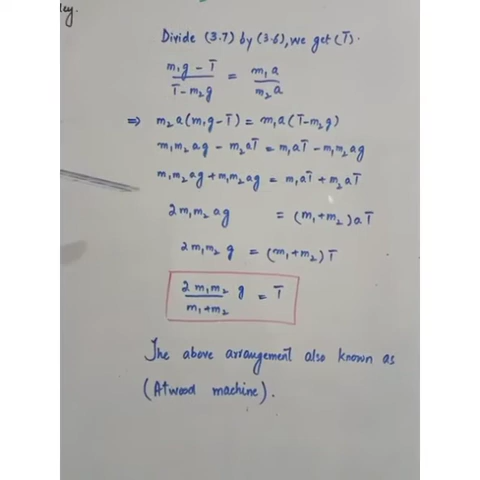 ley.
Divide (3.7) by (3.6), we get (T).
m₁g - T / T - m₂g = m₁a / m₂a
⇒ m₂a(m₁g - T) = m₁a(T - m₂g)
m₁m₂ag - m₂aT = m₁aT - m₁m₂ag
m₁m₂ag + m₁m₂ag = m₁aT + m₂aT
2m₁m₂ag = (m₁+m₂)aT
2m₁m₂g = (m₁+m₂)T
2m₁m₂ / m₁+m₂ g = T
The above arrangement also known as
(Atwood machine).